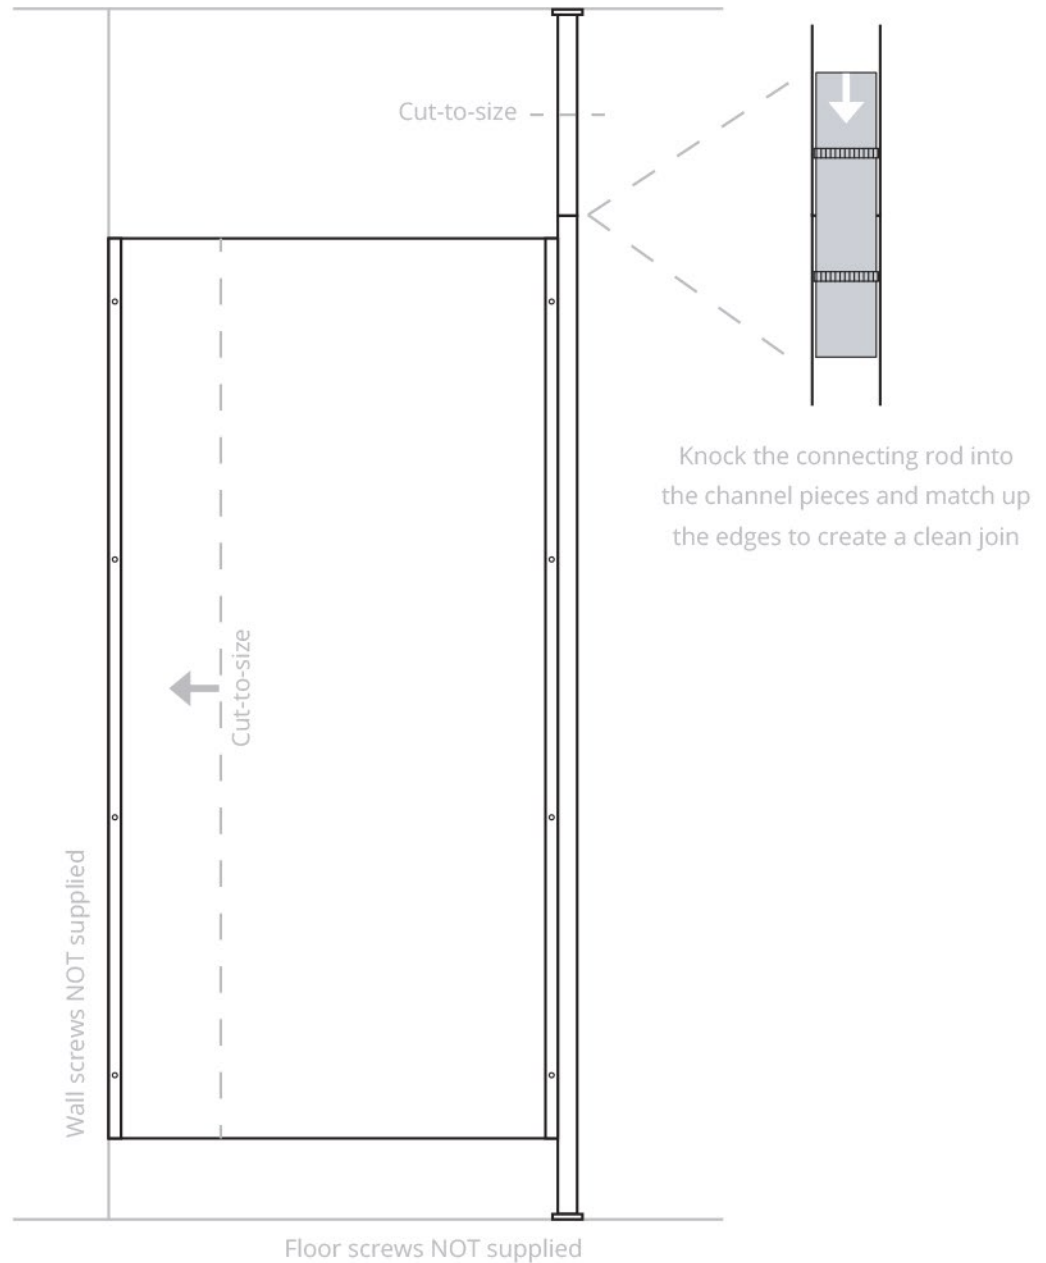 Cut-to-size
Knock the connecting rod into
the channel pieces and match up
the edges to create a clean join
Cut-to-size
Wall screws NOT supplied
Floor screws NOT supplied